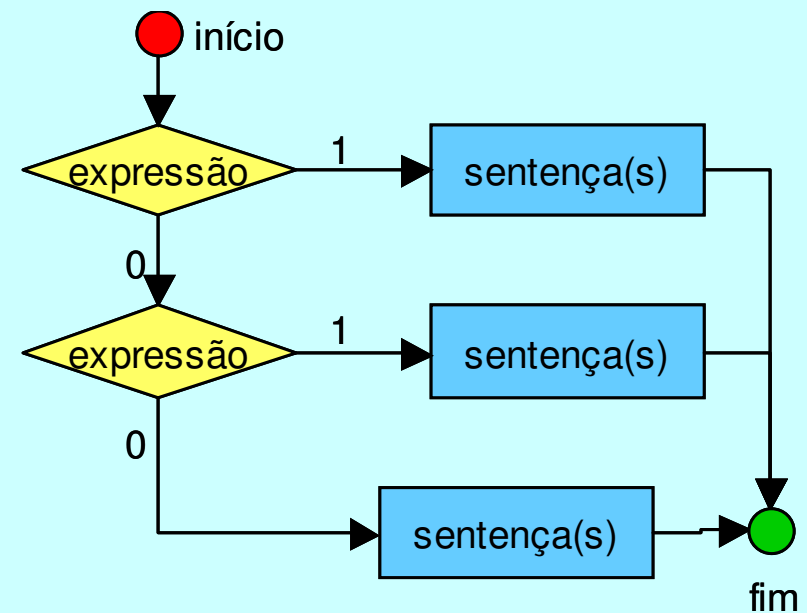 início
expressão
1
sentença(s)
0
expressão
1
sentença(s)
0
sentença(s)
fim